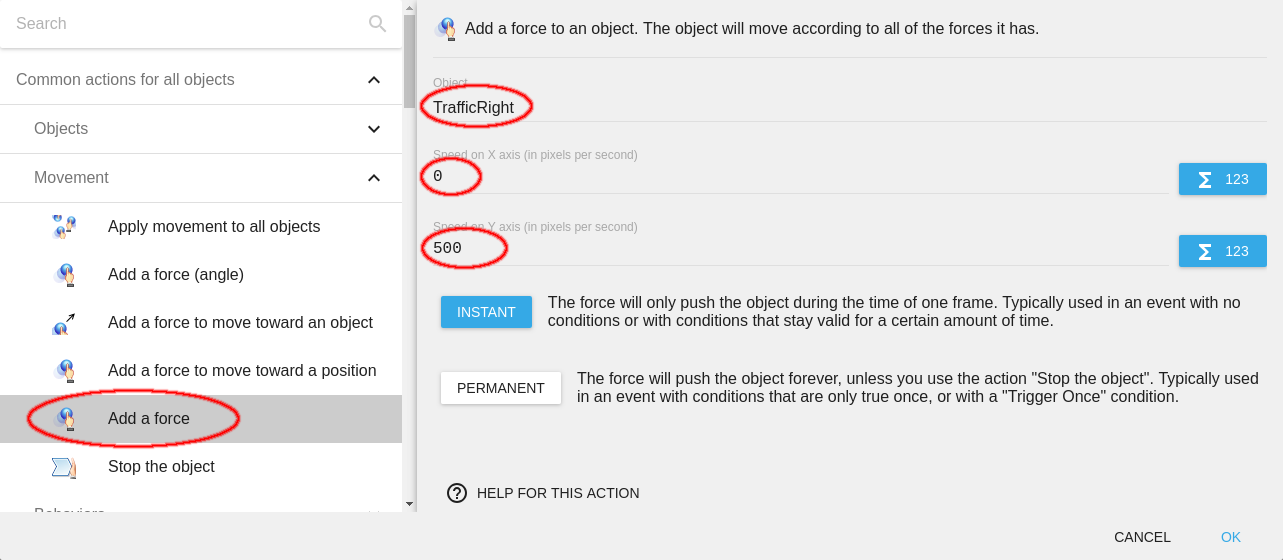 Search
Common actions for all objects
Objects
Movement
Apply movement to all objects
Add a force (angle)
Add a force to move toward an object
Add a force to move toward a position
Add a force
Stop the object
Behaviors
Add a force to an object. The object will move according to all of the forces it has.
Object
TrafficRight
Speed on X axis (in pixels per second)
0
Σ 123
Speed on Y axis (in pixels per second)
500
Σ 123
INSTANT
The force will only push the object during the time of one frame. Typically used in an event with no
conditions or with conditions that stay valid for a certain amount of time.
PERMANENT
The force will push the object forever, unless you use the action "Stop the object". Typically used
in an event with conditions that are only true once, or with a "Trigger Once" condition.
HELP FOR THIS ACTION
CANCEL
OK